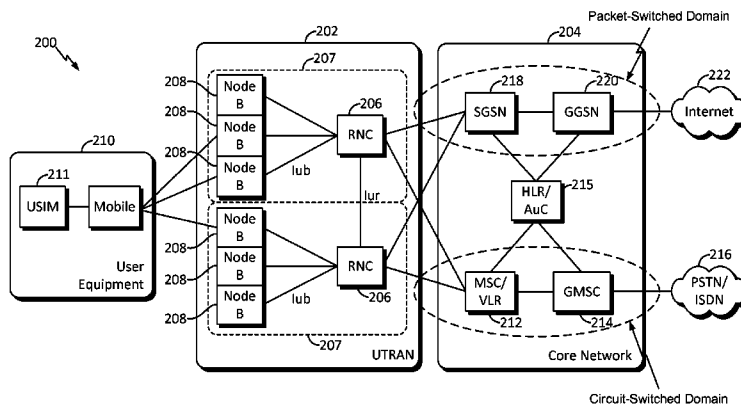 Packet-Switched Domain
200
202
204
207
208
Node
B
208
Node
B
208
Node
B
Iub
206
RNC
218
SGSN
220
GGSN
222
Internet
210
211
USIM
Mobile
User
Equipment
Iur
HLR/
AuC
215
Node
B
208
Node
B
208
Node
B
208
Iub
RNC
206
207
UTRAN
MSC/
VLR
212
GMSC
214
216
PSTN/
ISDN
Core Network
Circuit-Switched Domain